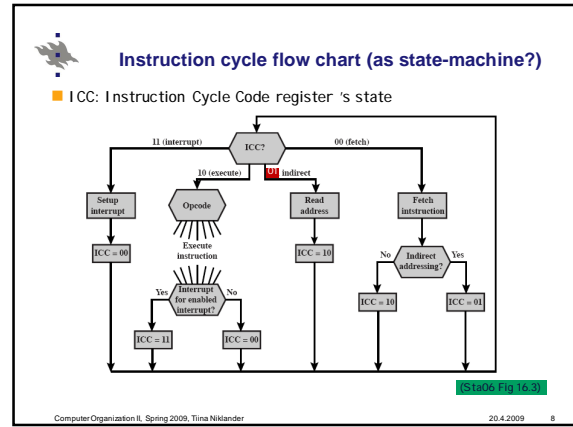 Instruction cycle flow chart (as state-machine?)
ICC: Instruction Cycle Code register 's state
11 (interrupt)
ICC?
00 (fetch)
10 (execute)
01 indirect
Setup
interrupt
Opcode
Read
address
Fetch
intstruction
ICC = 00
Execute
instruction
ICC = 10
No
Indirect
addressing?
Yes
Yes
Interrupt
for enabled
interrupt?
No
ICC = 10
ICC = 01
ICC = 11
ICC = 00
(Sta06 Fig 16.3)
Computer Organization II, Spring 2009, Tiina Niklander
20.4.2009
8